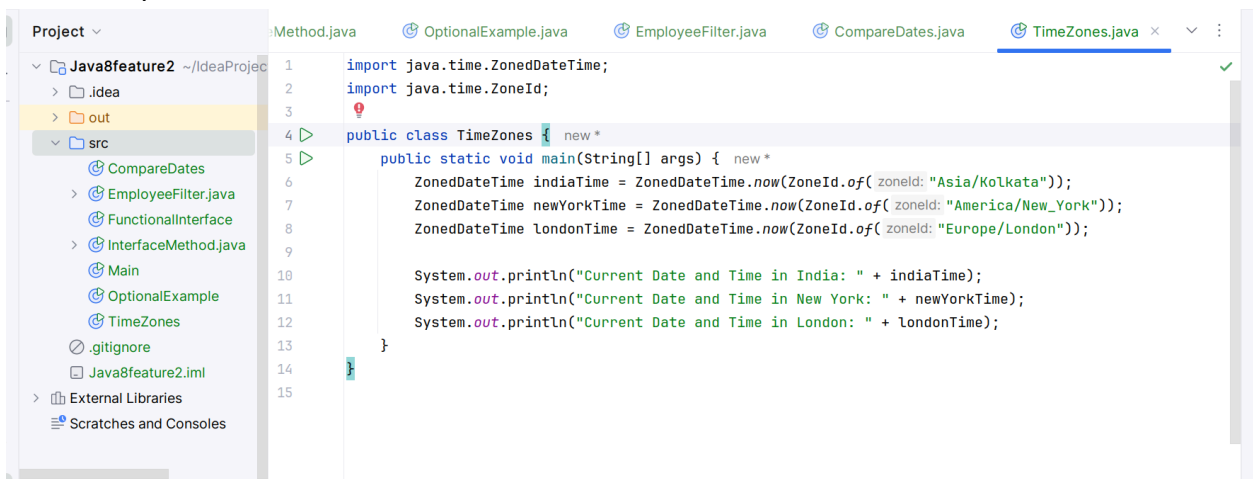 Project
Method.java OptionalExample.java EmployeeFilter.java CompareDates.java TimeZones.java
Java8feature2 ~/IdeaProjec
.idea
out
src
CompareDates
EmployeeFilter.java
FunctionalInterface
InterfaceMethod.java
Main
OptionalExample
TimeZones
.gitignore
Java8feature2.iml
External Libraries
Scratches and Consoles
1 import java.time.ZonedDateTime;
2 import java.time.ZoneId;
3
4 public class TimeZones { new *
5 public static void main(String[] args) { new *
6 ZonedDateTime indiaTime = ZonedDateTime.now(ZoneId.of( zoneId: "Asia/Kolkata"));
7 ZonedDateTime newYorkTime = ZonedDateTime.now(ZoneId.of( zoneId: "America/New_York"));
8 ZonedDateTime londonTime = ZonedDateTime.now(ZoneId.of( zoneId: "Europe/London"));
9
10 System.out.println("Current Date and Time in India: " + indiaTime);
11 System.out.println("Current Date and Time in New York: " + newYorkTime);
12 System.out.println("Current Date and Time in London: " + londonTime);
13 }
14 }
15